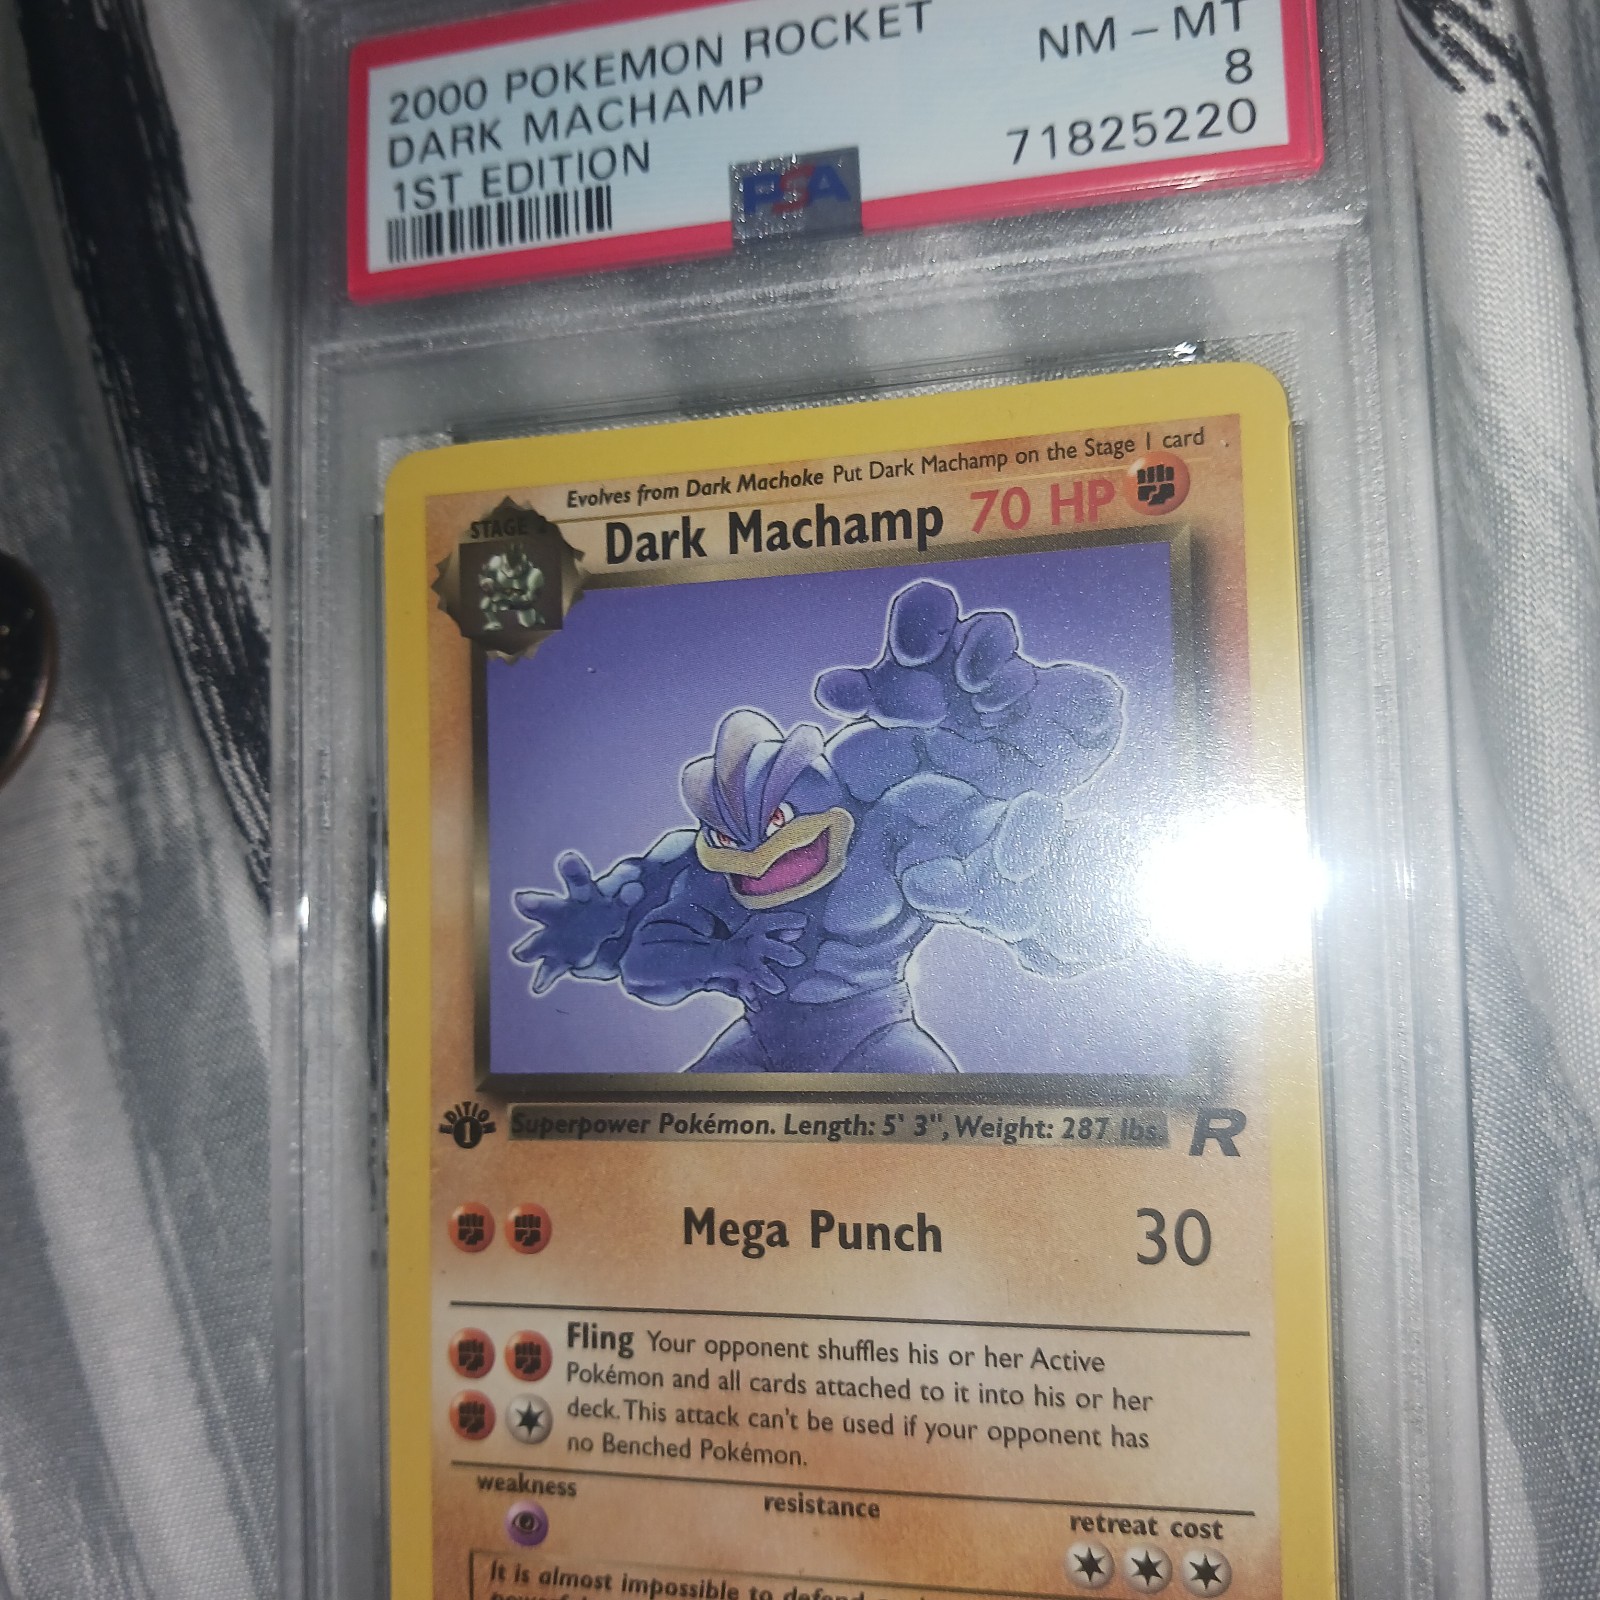 2000 POKEMON ROCKET
DARK MACHAMP
1ST EDITION
NM - MT
8
71825220
PSA
Evolves from Dark Machoke Put Dark Machamp on the Stage 1 card
STAGE 2
Dark Machamp 70 HP
EDITION
1
Superpower Pokémon. Length: 5' 3", Weight: 287 lbs.
R
Mega Punch 30
Fling Your opponent shuffles his or her Active
Pokémon and all cards attached to it into his or her
deck. This attack can't be used if your opponent has
no Benched Pokémon.
weakness
resistance
retreat cost
It is almost impossible to defend